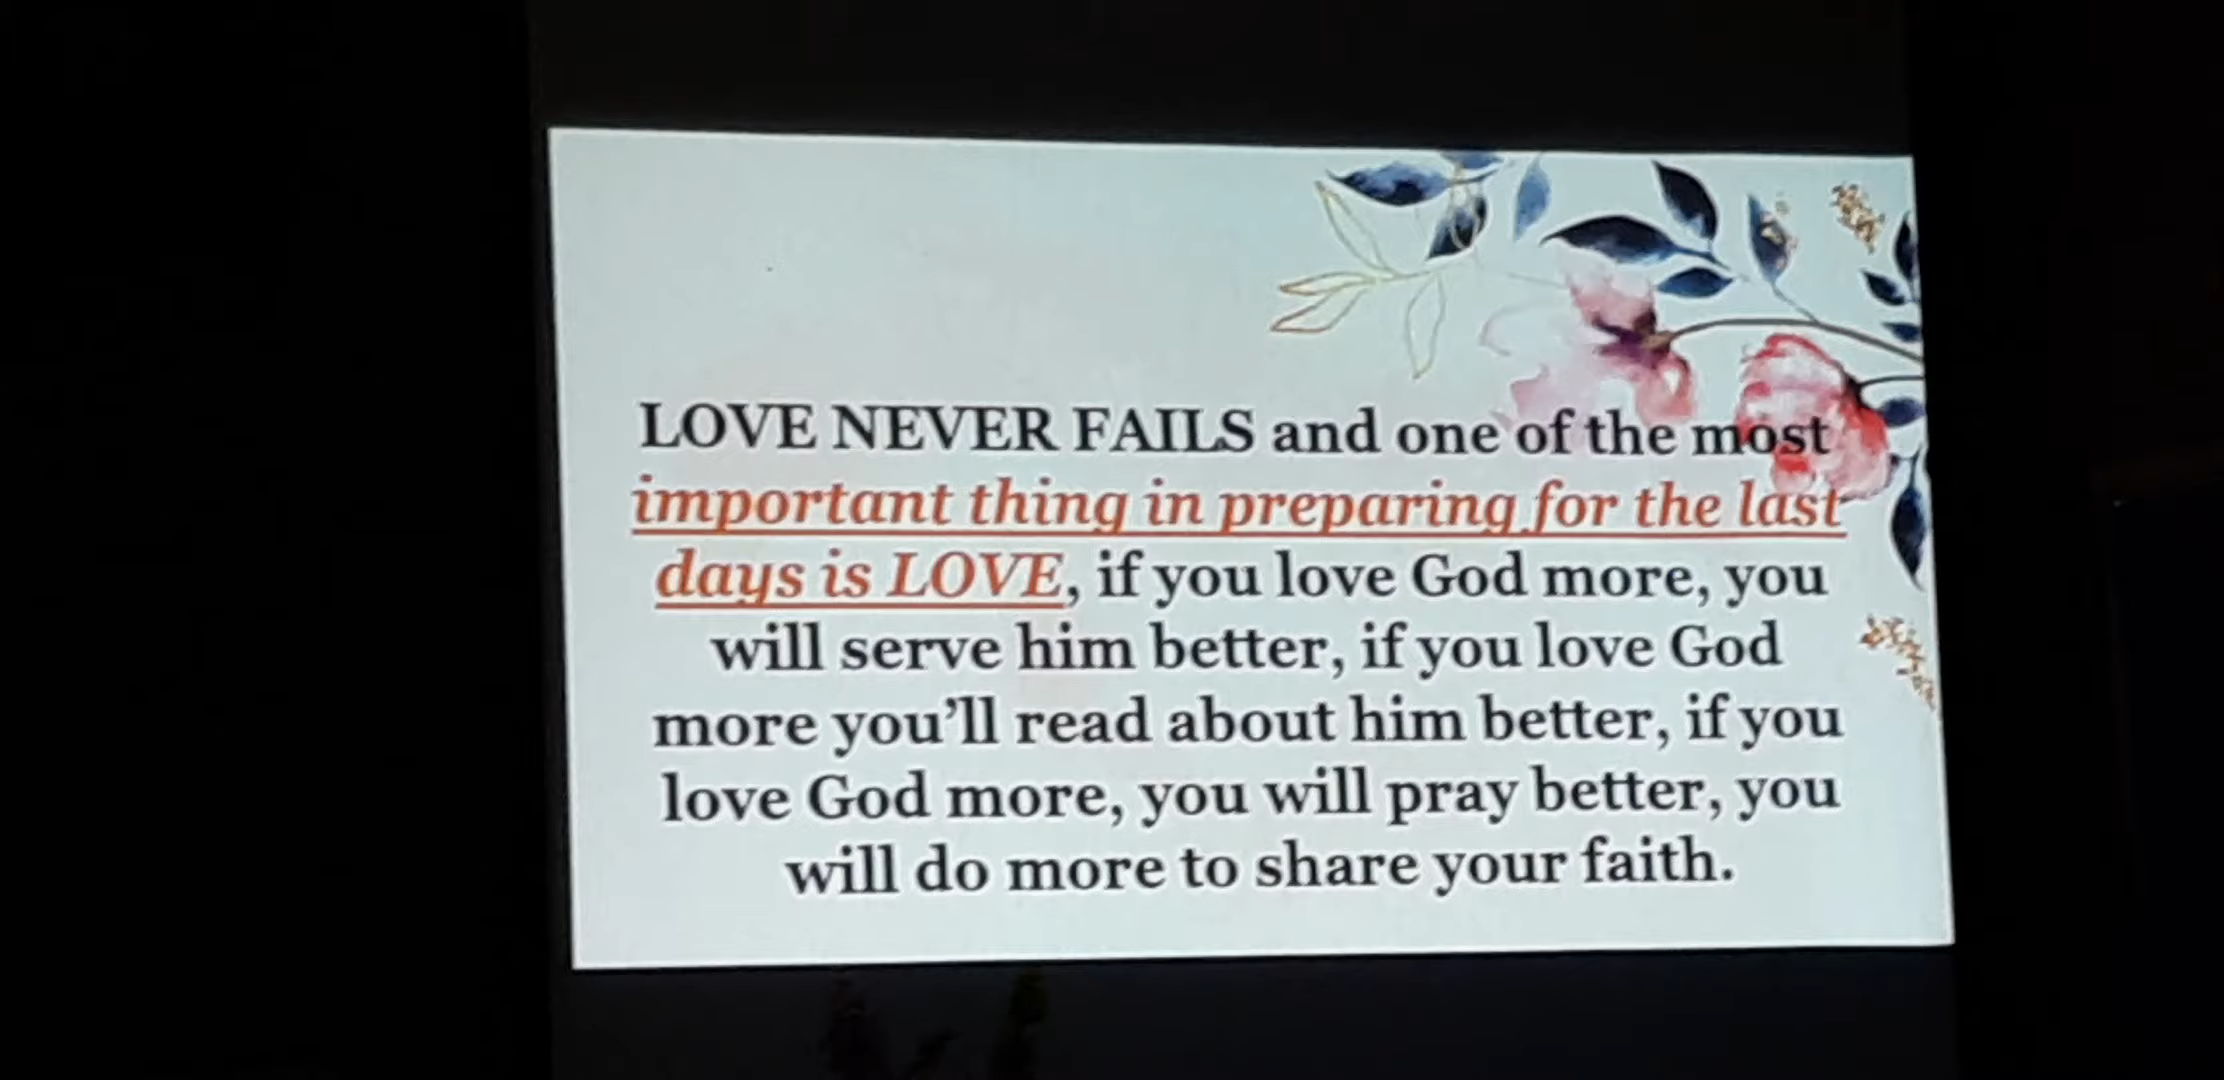 LOVE NEVER FAILS and one of the most
important thing in preparing for the last
days is LOVE, if you love God more, you
will serve him better, if you love God
more you’ll read about him better, if you
love God more, you will pray better, you
will do more to share your faith.